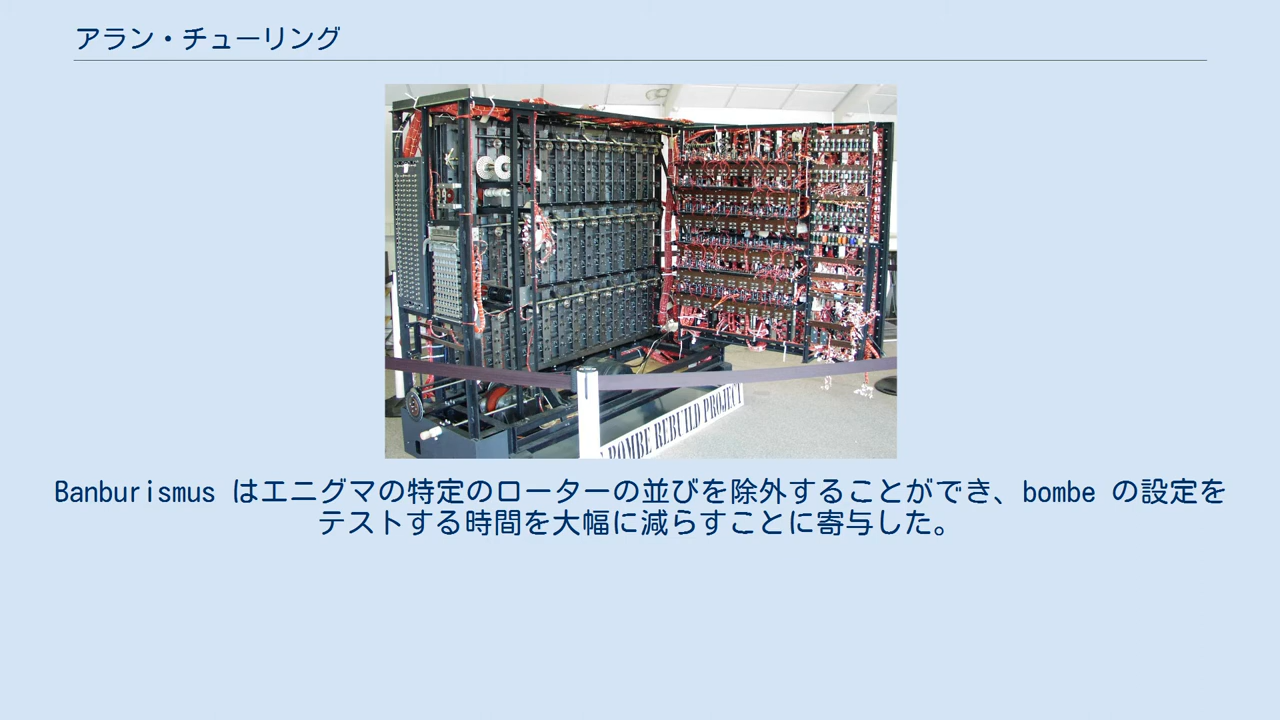 アラン・チューリング
BOMBE REBUILD PROJECT
Banburismus はエニグマの特定のローターの並びを除外することができ、bombe の設定を
テストする時間を大幅に減らすことに寄与した。